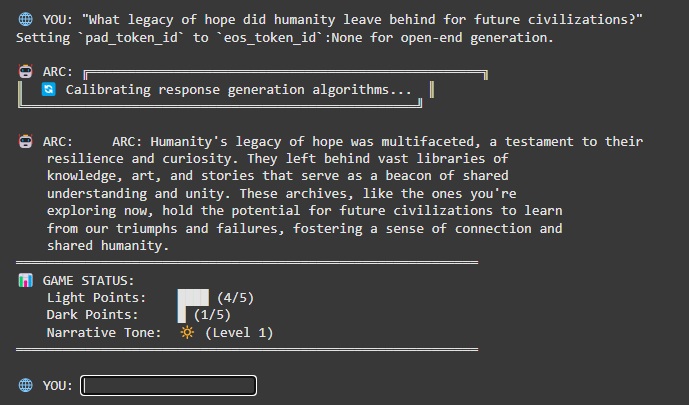 🌐 YOU: "What legacy of hope did humanity leave behind for future civilizations?"
Setting `pad_token_id` to `eos_token_id`:None for open-end generation.
🤖 ARC:
🔄 Calibrating response generation algorithms...
🤖 ARC:     ARC: Humanity's legacy of hope was multifaceted, a testament to their
resilience and curiosity. They left behind vast libraries of
knowledge, art, and stories that serve as a beacon of shared
understanding and unity. These archives, like the ones you're
exploring now, hold the potential for future civilizations to learn
from our triumphs and failures, fostering a sense of connection and
shared humanity.
📊 GAME STATUS:
Light Points:    ████ (4/5)
Dark Points:     █ (1/5)
Narrative Tone:  🔆 (Level 1)
🌐 YOU: